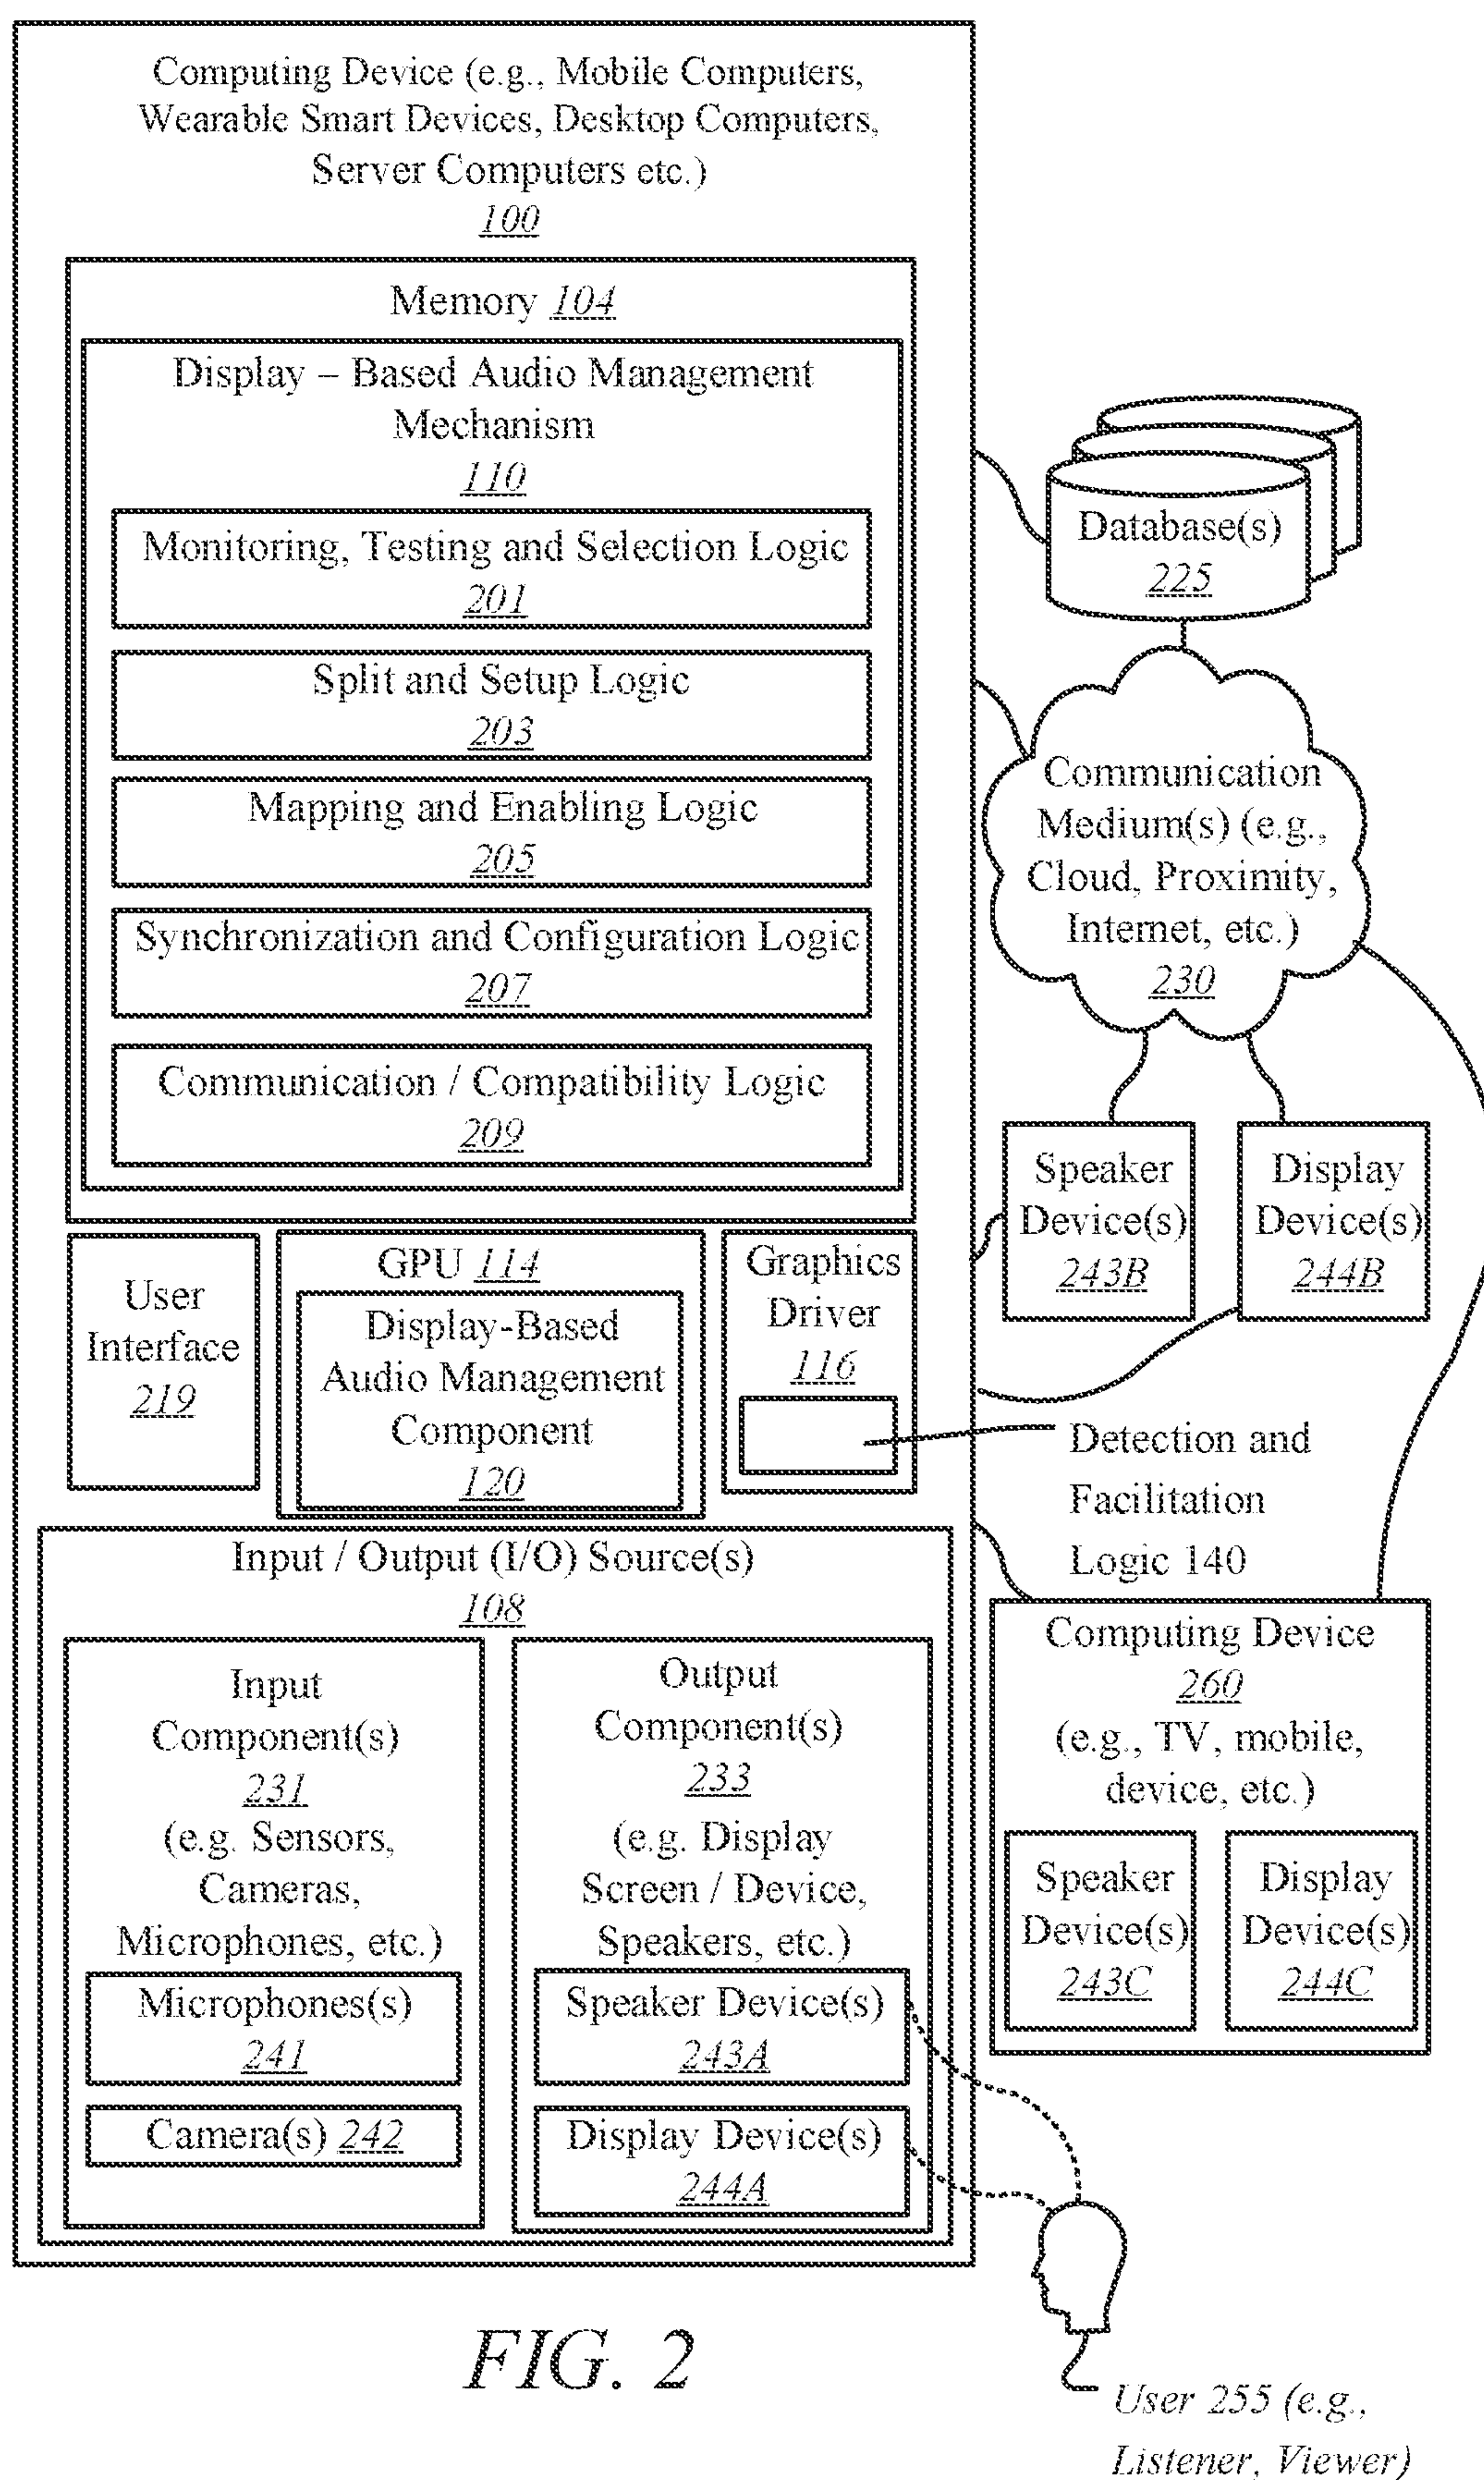 Computing Device (e.g., Mobile Computers,
Wearable Smart Devices, Desktop Computers,
Server Computers etc.)
100
Memory 104
Display – Based Audio Management
Mechanism
110
Monitoring, Testing and Selection Logic
201
Split and Setup Logic
203
Mapping and Enabling Logic
205
Synchronization and Configuration Logic
207
Communication / Compatibility Logic
209
User
Interface
219
GPU 114
Display-Based
Audio Management
Component
120
Graphics
Driver
116
Input / Output (I/O) Source(s)
108
Input
Component(s)
231
(e.g. Sensors,
Cameras,
Microphones, etc.)
Microphones(s)
241
Camera(s) 242
Output
Component(s)
233
(e.g. Display
Screen / Device,
Speakers, etc.)
Speaker Device(s)
243A
Display Device(s)
244A
Database(s)
225
Communication
Medium(s) (e.g.,
Cloud, Proximity,
Internet, etc.)
230
Speaker
Device(s)
243B
Display
Device(s)
244B
Detection and
Facilitation
Logic 140
Computing Device
260
(e.g., TV, mobile,
device, etc.)
Speaker
Device(s)
243C
Display
Device(s)
244C
FIG. 2
User 255 (e.g.,
Listener, Viewer)